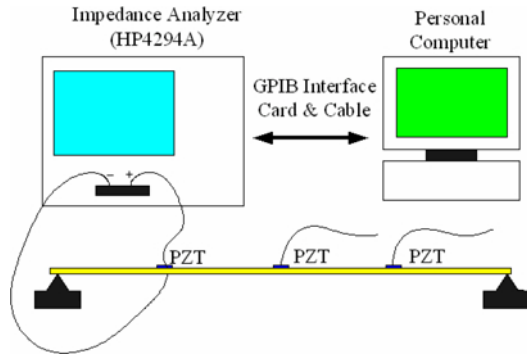 Impedance Analyzer
(HP4294A)
Personal
Computer
GPIB Interface
Card & Cable
− +
PZT
PZT
PZT